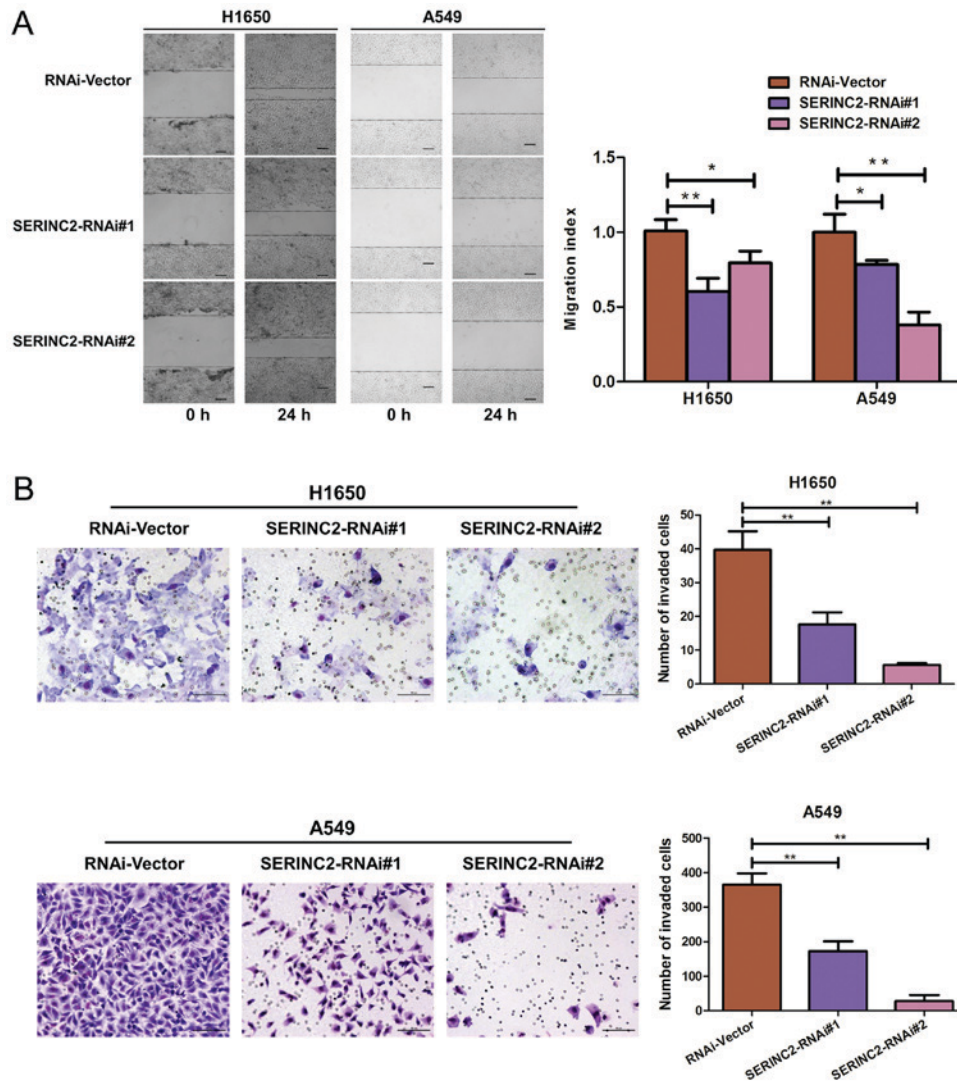 A
H1650 A549
RNAi-Vector
SERINC2-RNAi#1
SERINC2-RNAi#2
0 h 24 h 0 h 24 h
RNAi-Vector
SERINC2-RNAi#1
SERINC2-RNAi#2
Migration index
1.5
1.0
0.5
0.0
* **
** *
H1650 A549
B
H1650
RNAi-Vector SERINC2-RNAi#1 SERINC2-RNAi#2
H1650
Number of invaded cells
50
40
30
20
10
0
**
**
RNAi-Vector
SERINC2-RNAi#1
SERINC2-RNAi#2
A549
RNAi-Vector SERINC2-RNAi#1 SERINC2-RNAi#2
A549
Number of invaded cells
500
400
300
200
100
0
**
**
RNAi-Vector
SERINC2-RNAi#1
SERINC2-RNAi#2